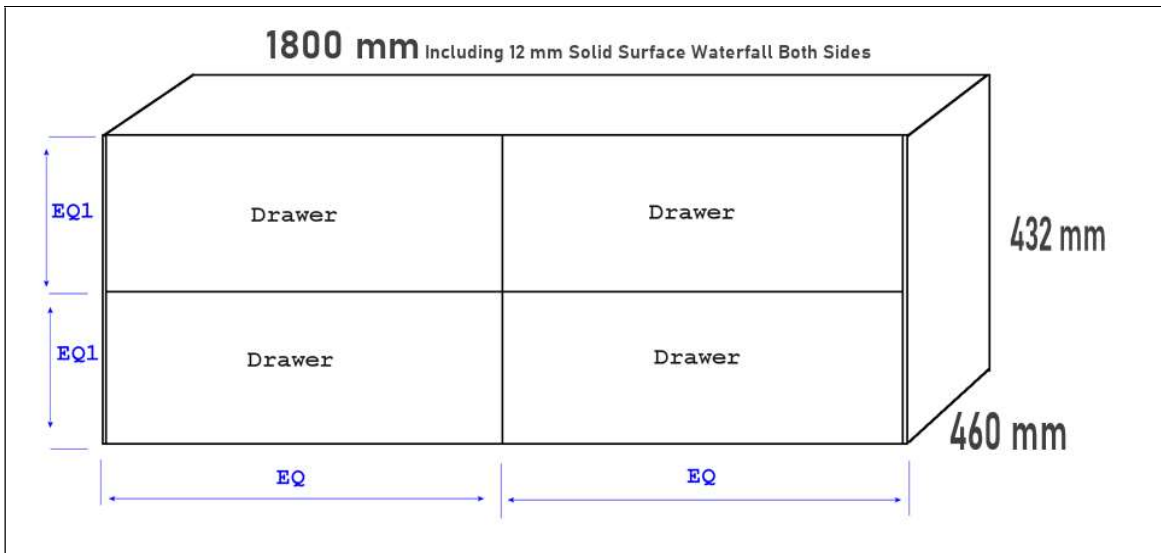 1800 mm Including 12 mm Solid Surface Waterfall Both Sides
EQ1
Drawer
Drawer
432 mm
EQ1
Drawer
Drawer
460 mm
EQ
EQ